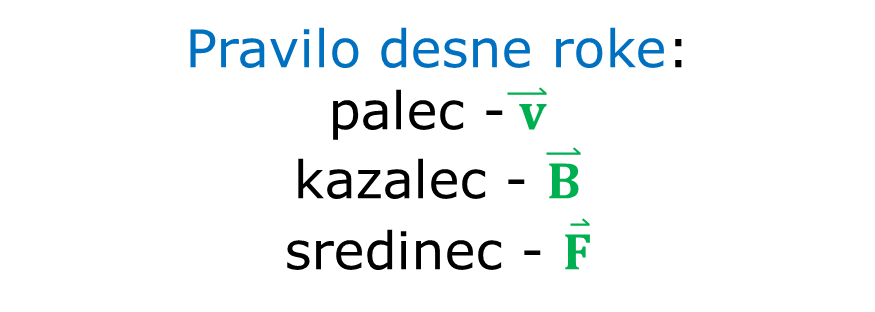 Pravilo desne roke:
palec - v⃗
kazalec - B⃗
sredinec - F⃗